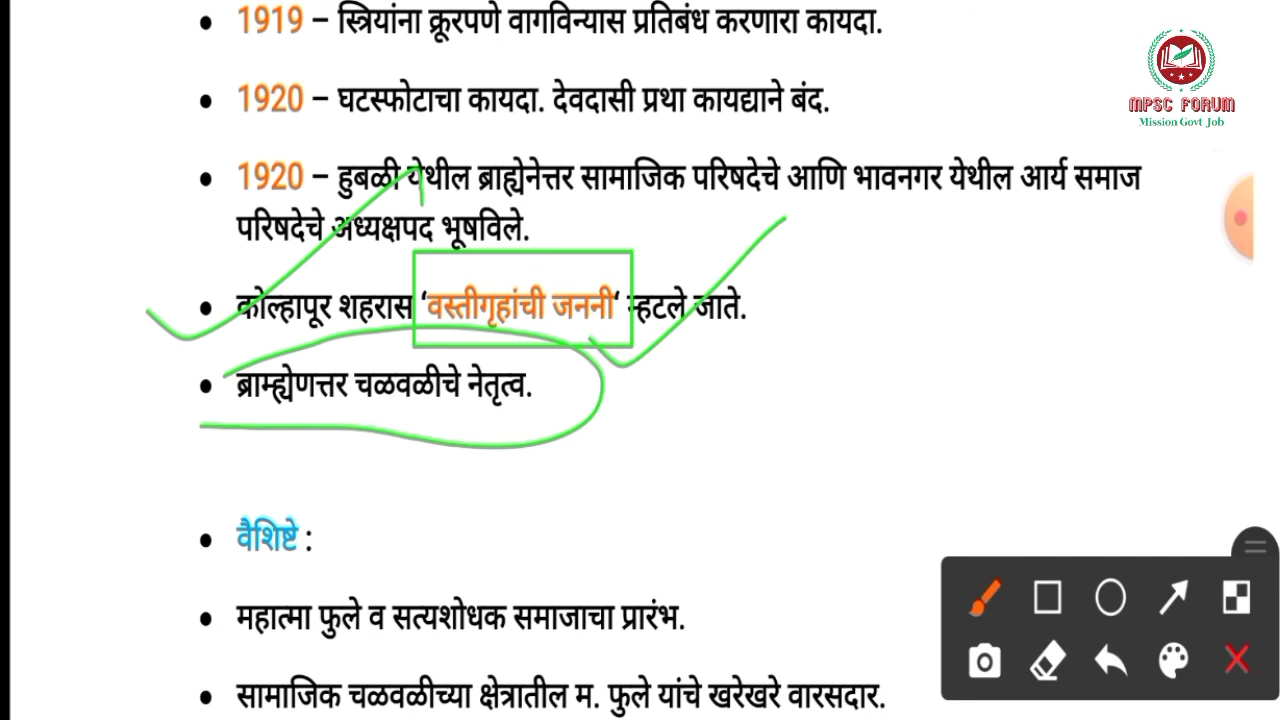 • 1919 – स्त्रियांना क्रूरपणे वागविन्यास प्रतिबंध करणारा कायदा.
MPSC FORUM
Mission Govt Job
• 1920 – घटस्फोटाचा कायदा. देवदासी प्रथा कायद्याने बंद.
• 1920 – हुबळी येथील ब्राह्येनेत्तर सामाजिक परिषदेचे आणि भावनगर येथील आर्य समाज
परिषदेचे अध्यक्षपद भूषविले.
• कोल्हापूर शहरास ‘वस्तीगृहांची जननी‘ म्हटले जाते.
• ब्राम्ह्येणत्तर चळवळीचे नेतृत्व.
• वैशिष्टे :
• महात्मा फुले व सत्यशोधक समाजाचा प्रारंभ.
• सामाजिक चळवळीच्या क्षेत्रातील म. फुले यांचे खरेखरे वारसदार.